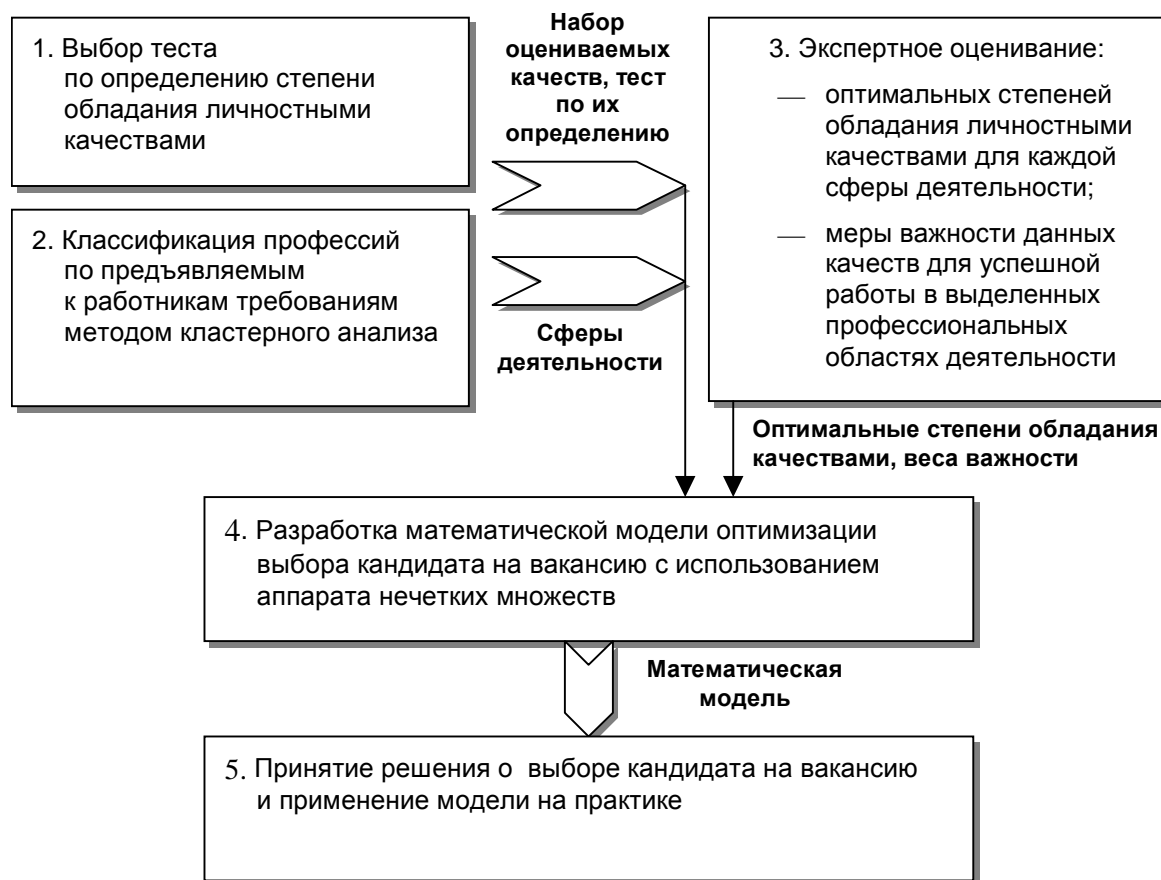 1. Выбор теста
по определению степени
обладания личностными
качествами
Набор
оцениваемых
качеств, тест
по их
определению
2. Классификация профессий
по предъявляемым
к работникам требованиям
методом кластерного анализа
Сферы
деятельности
3. Экспертное оценивание:
— оптимальных степеней
обладания личностными
качествами для каждой
сферы деятельности;
— меры важности данных
качеств для успешной
работы в выделенных
профессиональных
областях деятельности
Оптимальные степени обладания
качествами, веса важности
4. Разработка математической модели оптимизации
выбора кандидата на вакансию с использованием
аппарата нечетких множеств
Математическая
модель
5. Принятие решения о выборе кандидата на вакансию
и применение модели на практике